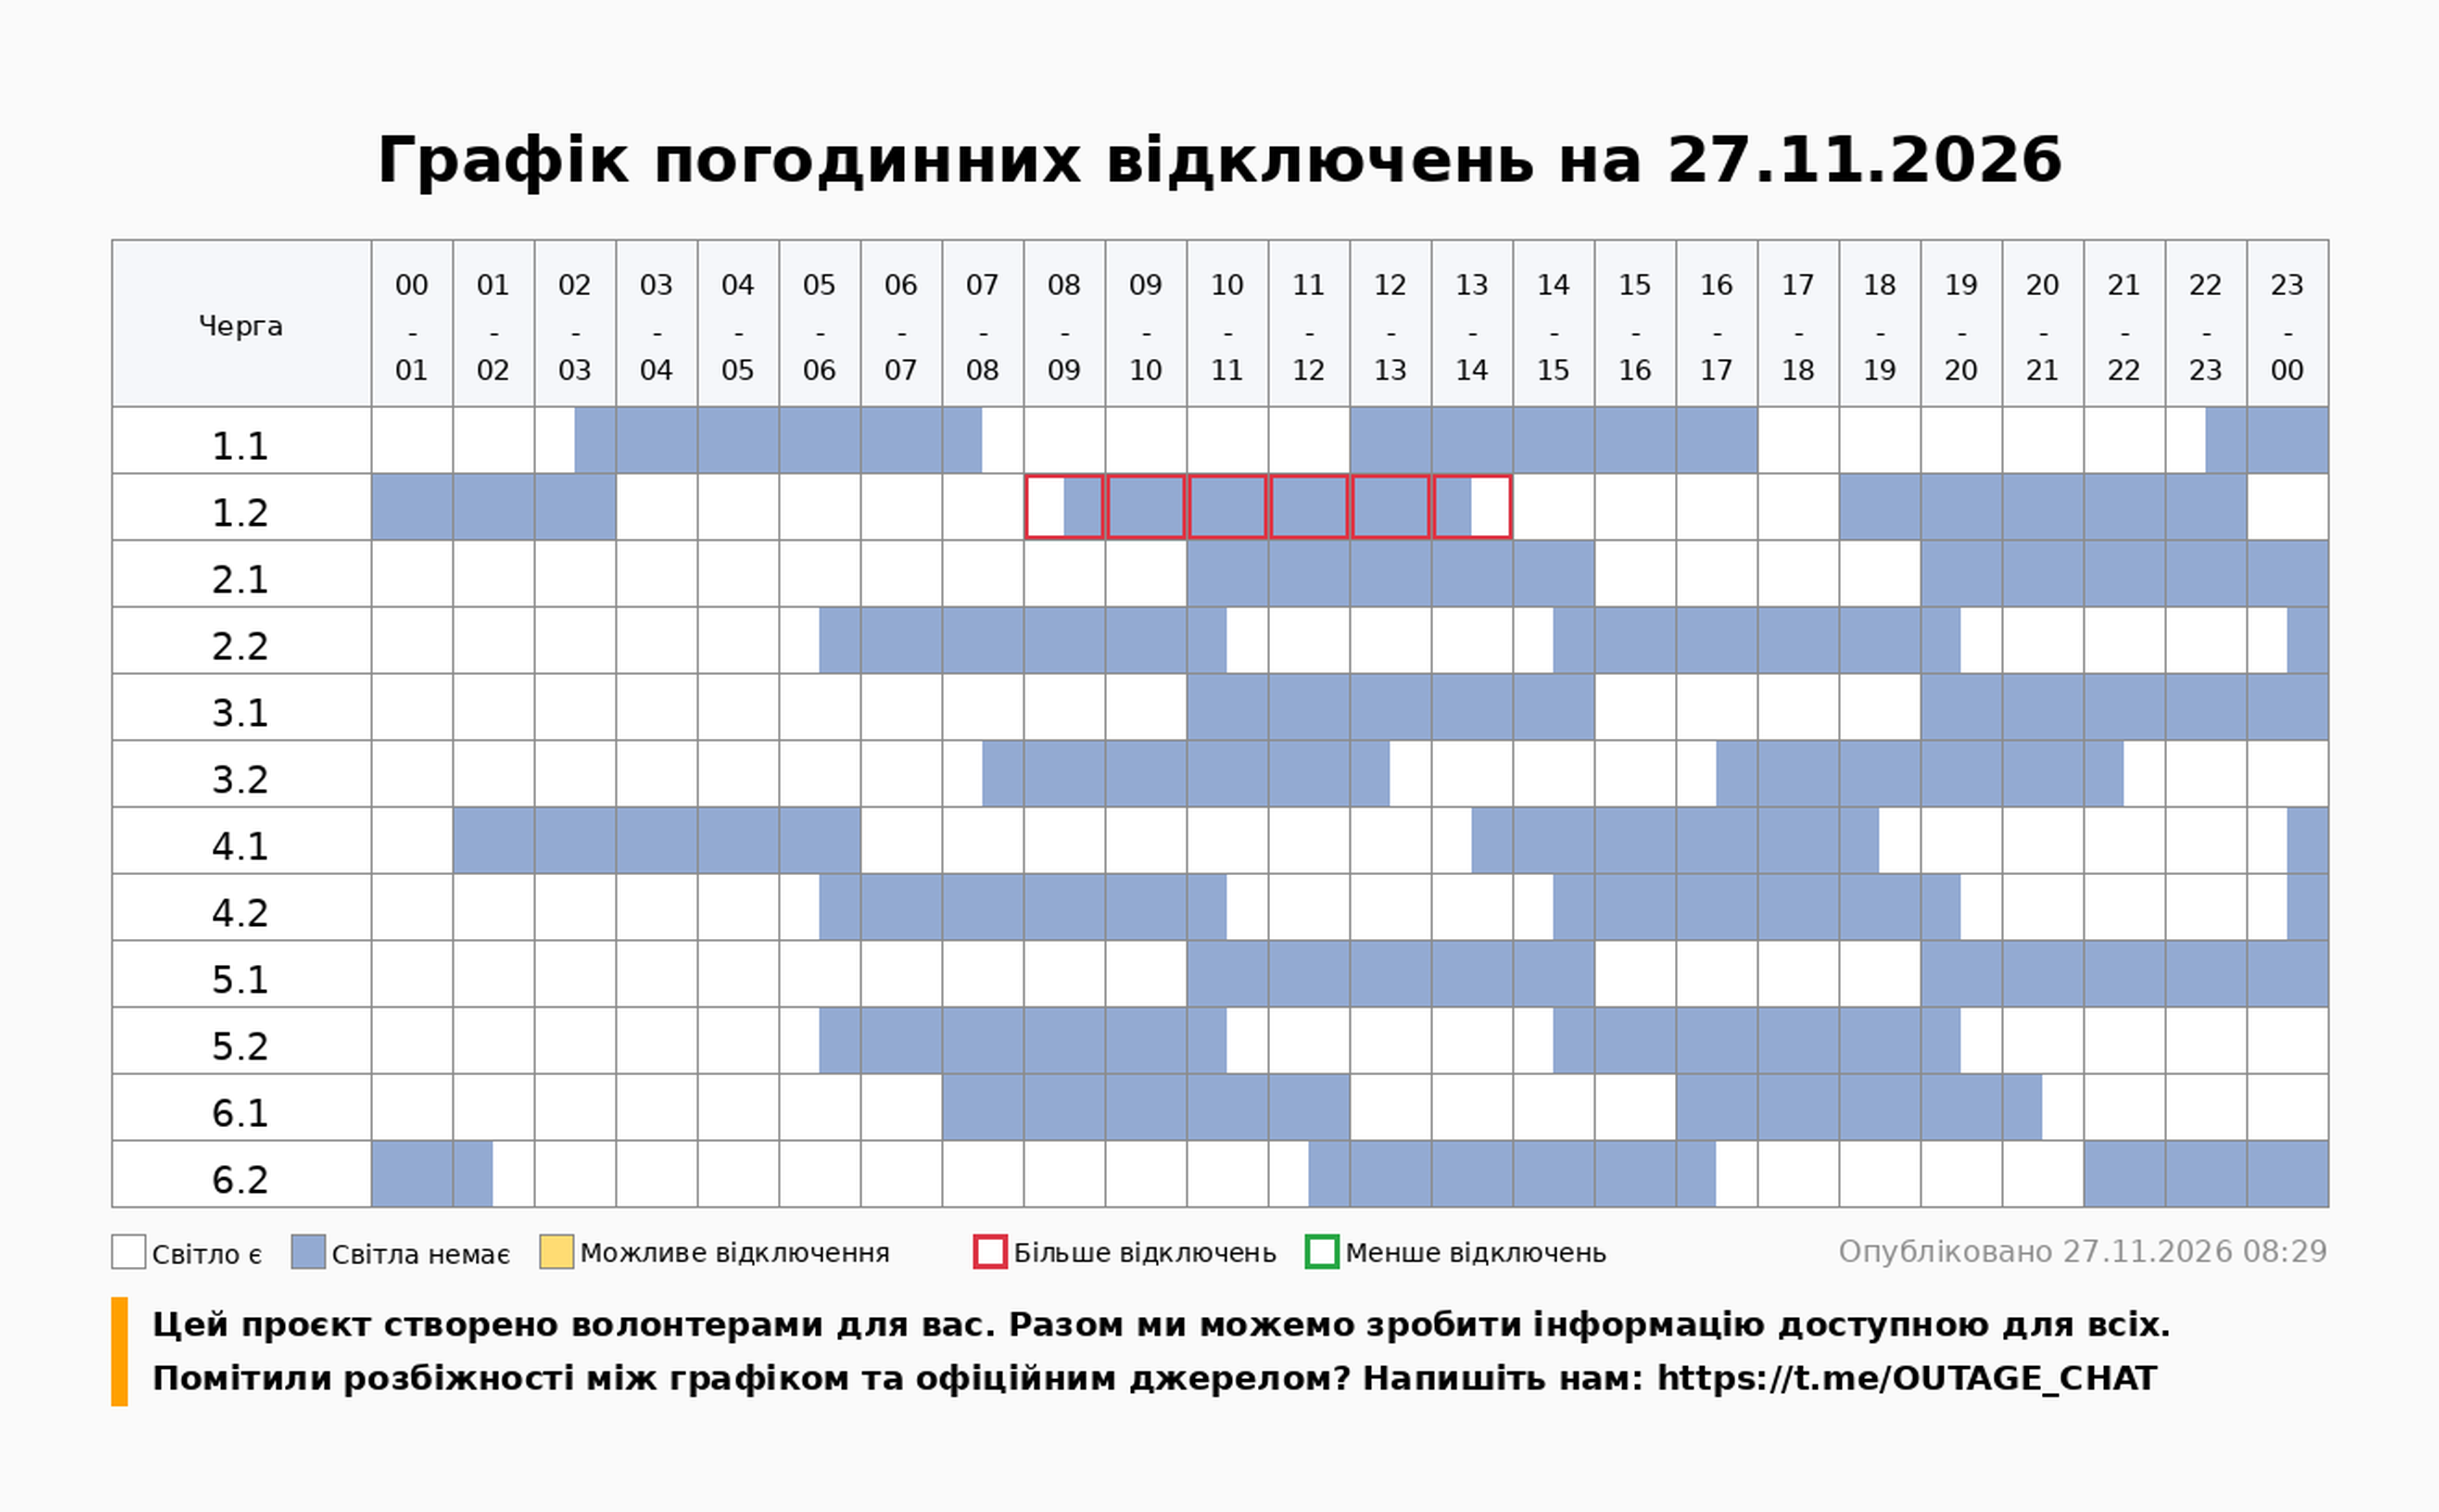 Графік погодинних відключень на 27.11.2026
Черга
00 - 01
01 - 02
02 - 03
03 - 04
04 - 05
05 - 06
06 - 07
07 - 08
08 - 09
09 - 10
10 - 11
11 - 12
12 - 13
13 - 14
14 - 15
15 - 16
16 - 17
17 - 18
18 - 19
19 - 20
20 - 21
21 - 22
22 - 23
23 - 00
1.1
1.2
2.1
2.2
3.1
3.2
4.1
4.2
5.1
5.2
6.1
6.2
Світло є
Світла немає
Можливе відключення
Більше відключень
Менше відключень
Опубліковано 27.11.2026 08:29
Цей проєкт створено волонтерами для вас. Разом ми можемо зробити інформацію доступною для всіх.
Помітили розбіжності між графіком та офіційним джерелом? Напишіть нам: https://t.me/OUTAGE_CHAT